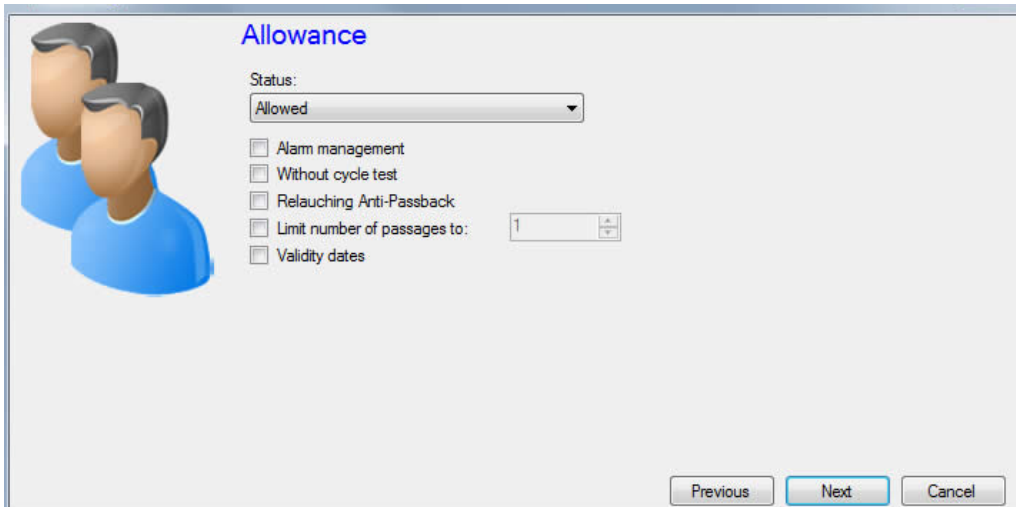 Allowance
Status:
Allowed
Alarm management
Without cycle test
Relauching Anti-Passback
Limit number of passages to: 1
Validity dates
Previous Next Cancel